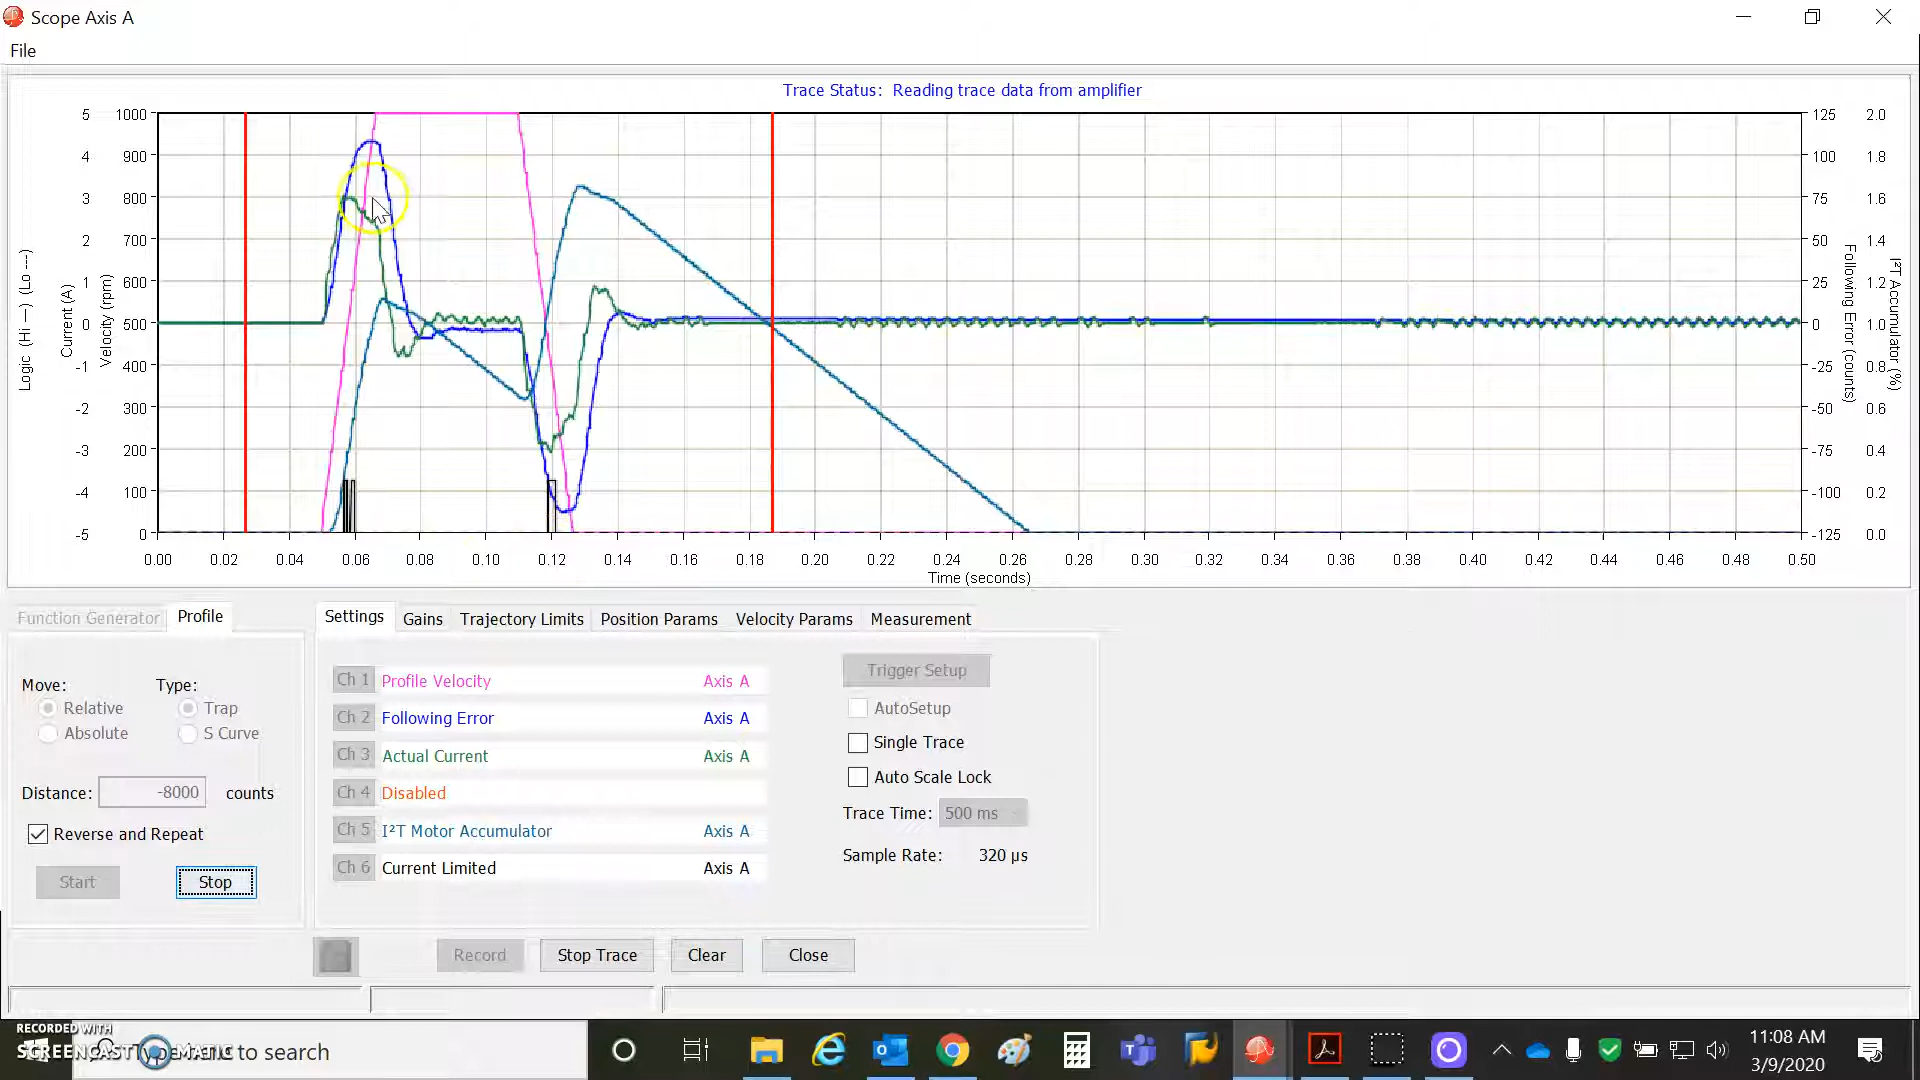 Scope Axis A
File
Trace Status: Reading trace data from amplifier
5 1000 125 2.0
4 900 100 1.8
3 800 75 1.6
2 700 50 1.4
1 600 25 1.2
0 500 0 1.0
-1 400 -25 0.8
-2 300 -50 0.6
-3 200 -75 0.4
-4 100 -100 0.2
-5 0 -125 0.0
Logic (Hi —) (Lo ---)
Current (A)
Velocity (rpm)
Following Error (counts)
I²T Accumulator (%)
0.00 0.02 0.04 0.06 0.08 0.10 0.12 0.14 0.16 0.18 0.20 0.22 0.24 0.26 0.28 0.30 0.32 0.34 0.36 0.38 0.40 0.42 0.44 0.46 0.48 0.50
Time (seconds)
Function Generator Profile
Settings Gains Trajectory Limits Position Params Velocity Params Measurement
Move: Type:
Relative Trap
Absolute S Curve
Distance: -8000 counts
Reverse and Repeat
Start Stop
Ch 1 Profile Velocity Axis A
Ch 2 Following Error Axis A
Ch 3 Actual Current Axis A
Ch 4 Disabled
Ch 5 I²T Motor Accumulator Axis A
Ch 6 Current Limited Axis A
Trigger Setup
AutoSetup
Single Trace
Auto Scale Lock
Trace Time: 500 ms
Sample Rate: 320 µs
Record Stop Trace Clear Close
RECORDED WITH
SCREENCAST MATIC
Type here to search
11:08 AM
3/9/2020